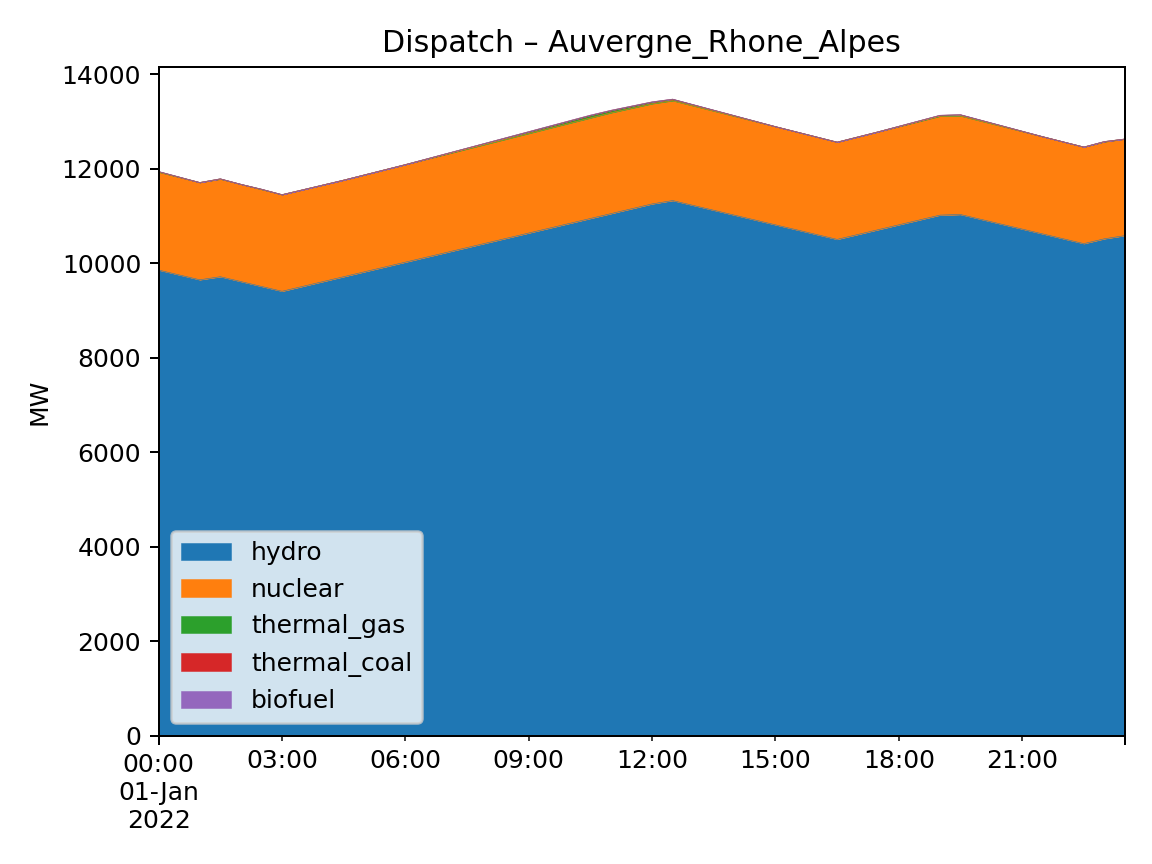 Dispatch – Auvergne_Rhone_Alpes
14000
12000
10000
8000
6000
4000
2000
0
MW
hydro
nuclear
thermal_gas
thermal_coal
biofuel
00:00 03:00 06:00 09:00 12:00 15:00 18:00 21:00
01-Jan
2022